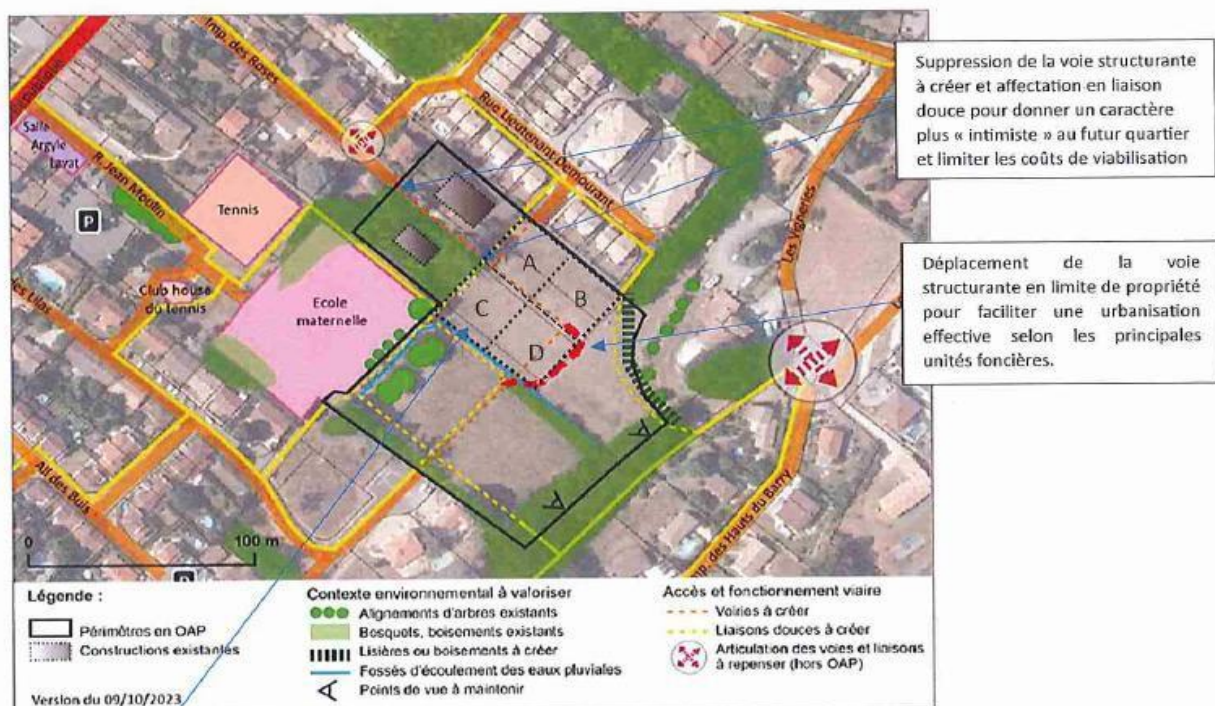 Suppression de la voie structurante
à créer et affectation en liaison
douce pour donner un caractère
plus « intimiste » au futur quartier
et limiter les coûts de viabilisation
Déplacement de la voie
structurante en limite de propriété
pour faciliter une urbanisation
effective selon les principales
unités foncières.
Imp. des Roses
Rue Lieutenant Demourant
Salle
Argyle
Lavat
R. Jean Moulin
P
Tennis
Les Vigneries
A
B
C
D
Club house
du tennis
Ecole
maternelle
Lilas
All des Buis
Imp. des Hauts du Barry
0
100 m
Légende :
Périmètres en OAP
Constructions existantes
Version du 09/10/2023
Contexte environnemental à valoriser
Alignements d'arbres existants
Bosquets, boisements existants
Lisières ou boisements à créer
Fossés d'écoulement des eaux pluviales
Points de vue à maintenir
Accès et fonctionnement viaire
Voiries à créer
Liaisons douces à créer
Articulation des voies et liaisons
à repenser (hors OAP)